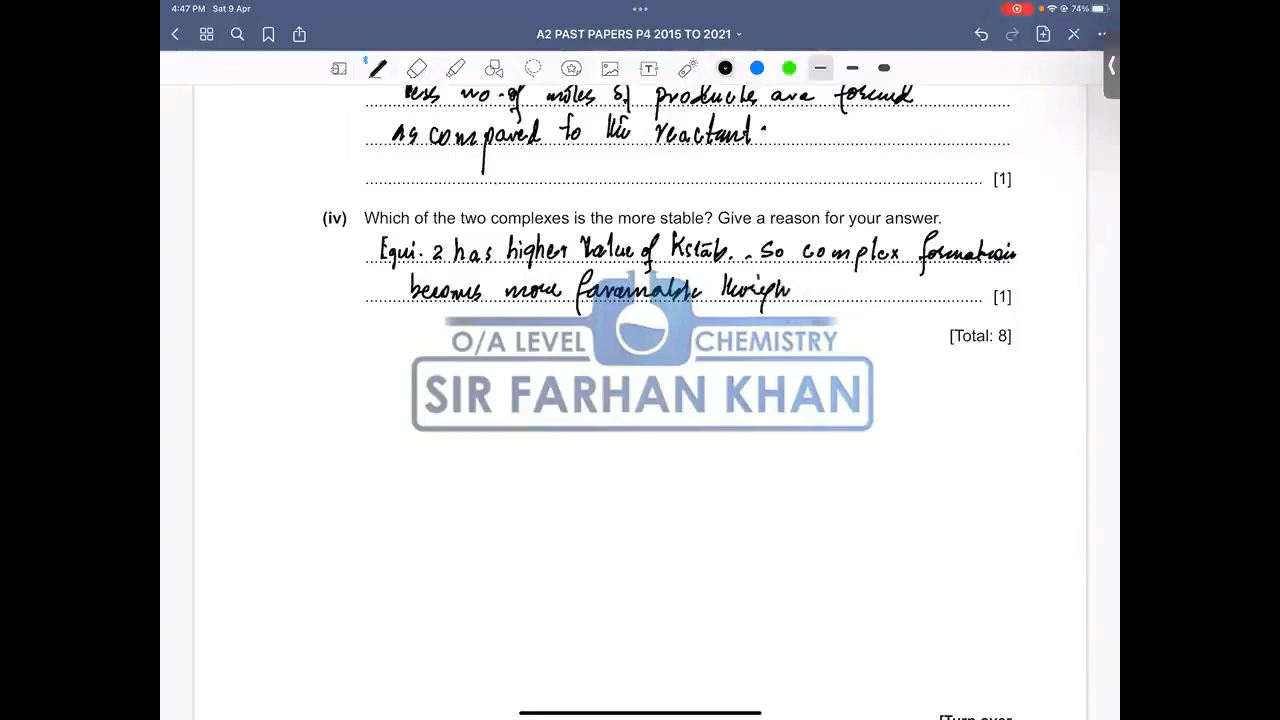 4:47 PM Sat 9 Apr
74%
A2 PAST PAPERS P4 2015 TO 2021
less no. of moles of products are formed
as compared to the reactant.
[1]
(iv) Which of the two complexes is the more stable? Give a reason for your answer.
Equi. 2 has higher value of Kstab. So complex formation
becomes more favourable
[1]
[Total: 8]
O/A LEVEL CHEMISTRY
SIR FARHAN KHAN
[Turn over